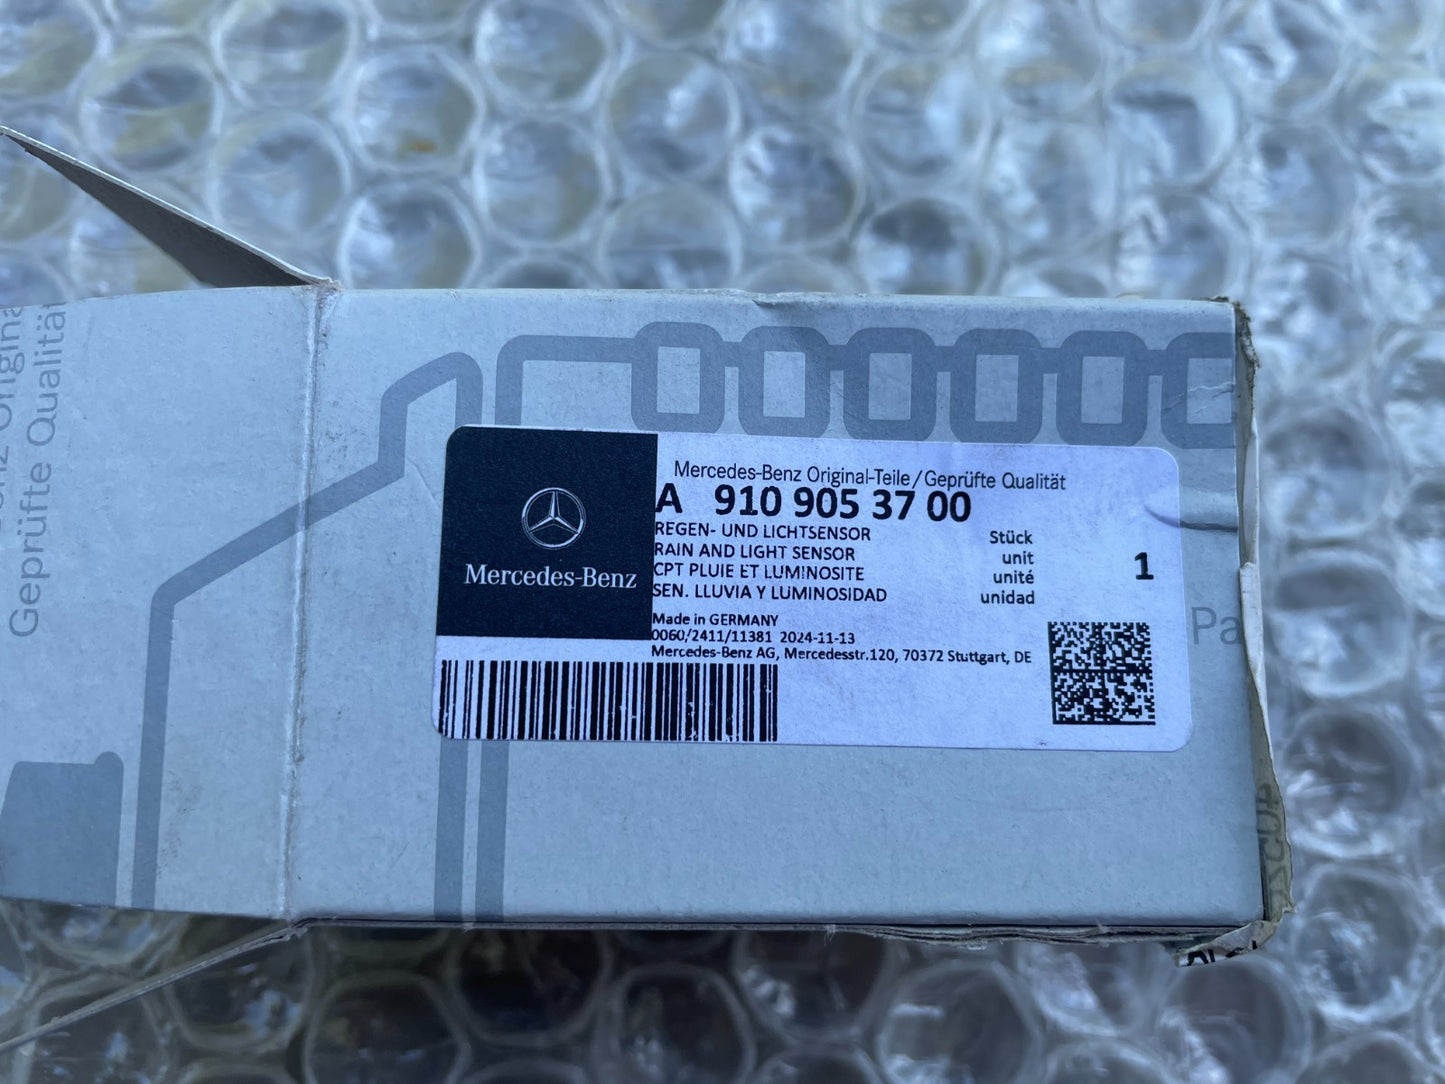 Geprüfte Qualität
Mercedes-Benz
Mercedes-Benz Original-Teile/Geprüfte Qualität
A 910 905 37 00
REGEN- UND LICHTSENSOR
RAIN AND LIGHT SENSOR
CPT PLUIE ET LUMINOSITE
SEN. LLUVIA Y LUMINOSIDAD
Stück
unit
unité
unidad
1
Made in GERMANY
0060/2411/11381 2024-11-13
Mercedes-Benz AG, Mercedesstr.120, 70372 Stuttgart, DE
Pa